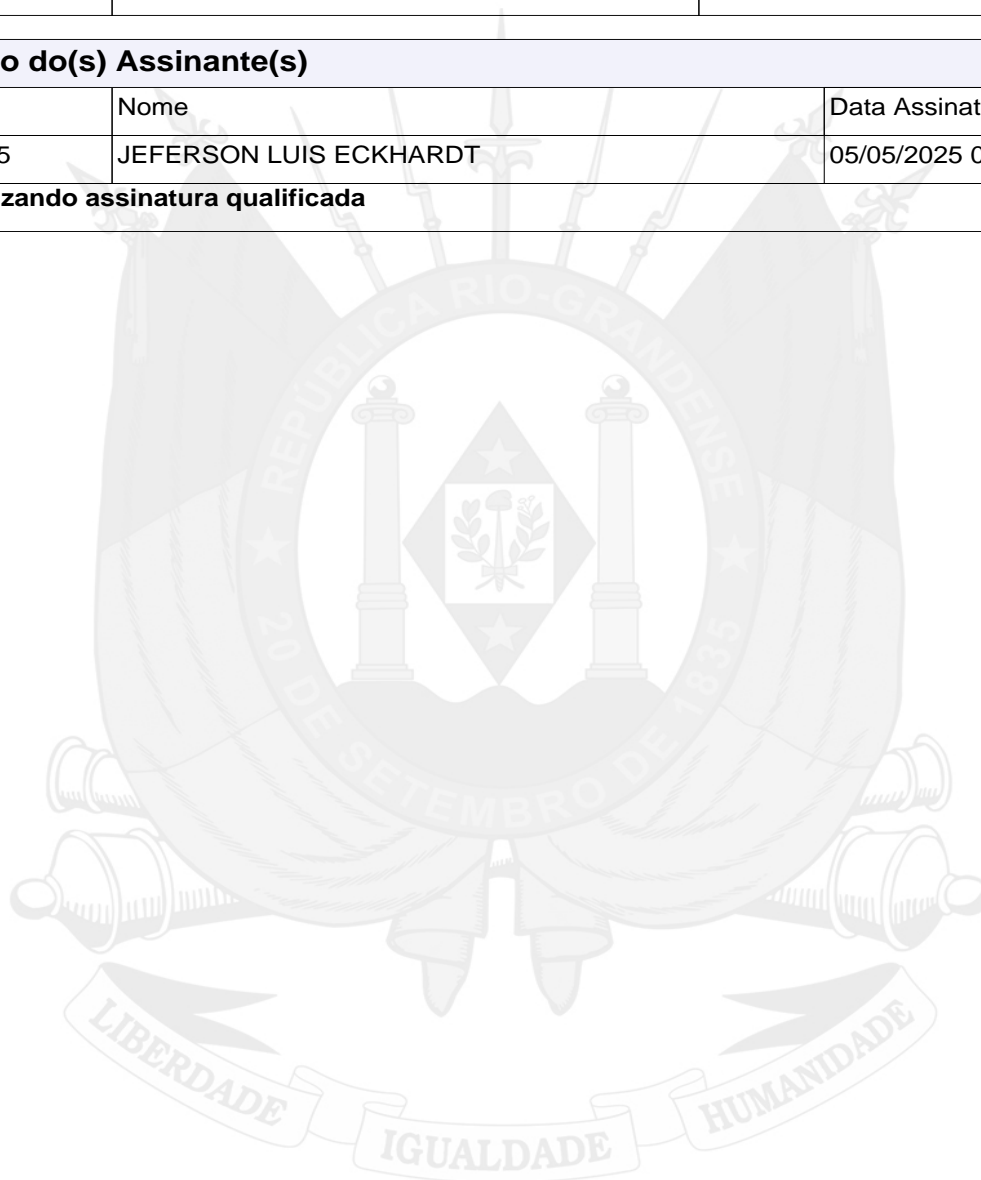 o do(s) Assinante(s)
Nome Data Assinat
5 JEFERSON LUIS ECKHARDT 05/05/2025 0
zando assinatura qualificada
REPÚBLICA RIO-GRANDENSE
★ 20 DE SETEMBRO DE 1835 ★
LIBERDADE IGUALDADE HUMANIDADE